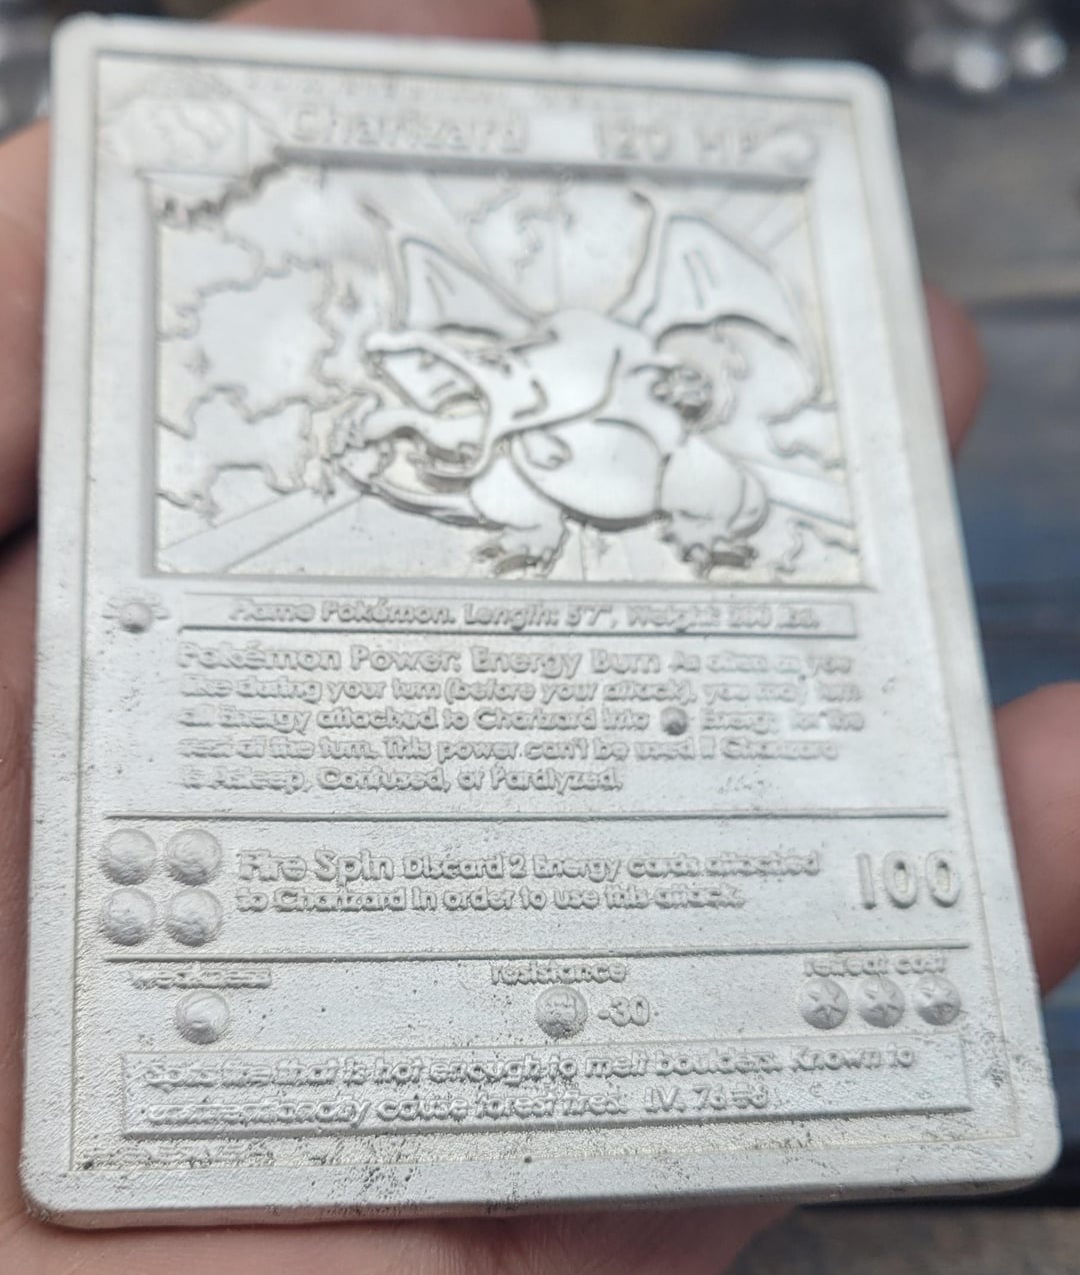 Charizard 120 HP
Flame Pokémon. Length: 5'7", Weight: 200 lbs.
Pokémon Power: Energy Burn As often as you
like during your turn (before your attack), you may turn
all Energy attached to Charizard into Energy for the
rest of the turn. This power can't be used if Charizard
is Asleep, Confused, or Paralyzed.
Fire Spin Discard 2 Energy cards attached
to Charizard in order to use this attack.
100
weakness resistance retreat cost
-30
Spits fire that is hot enough to melt boulders. Known to
unintentionally cause forest fires. LV. 76 #6